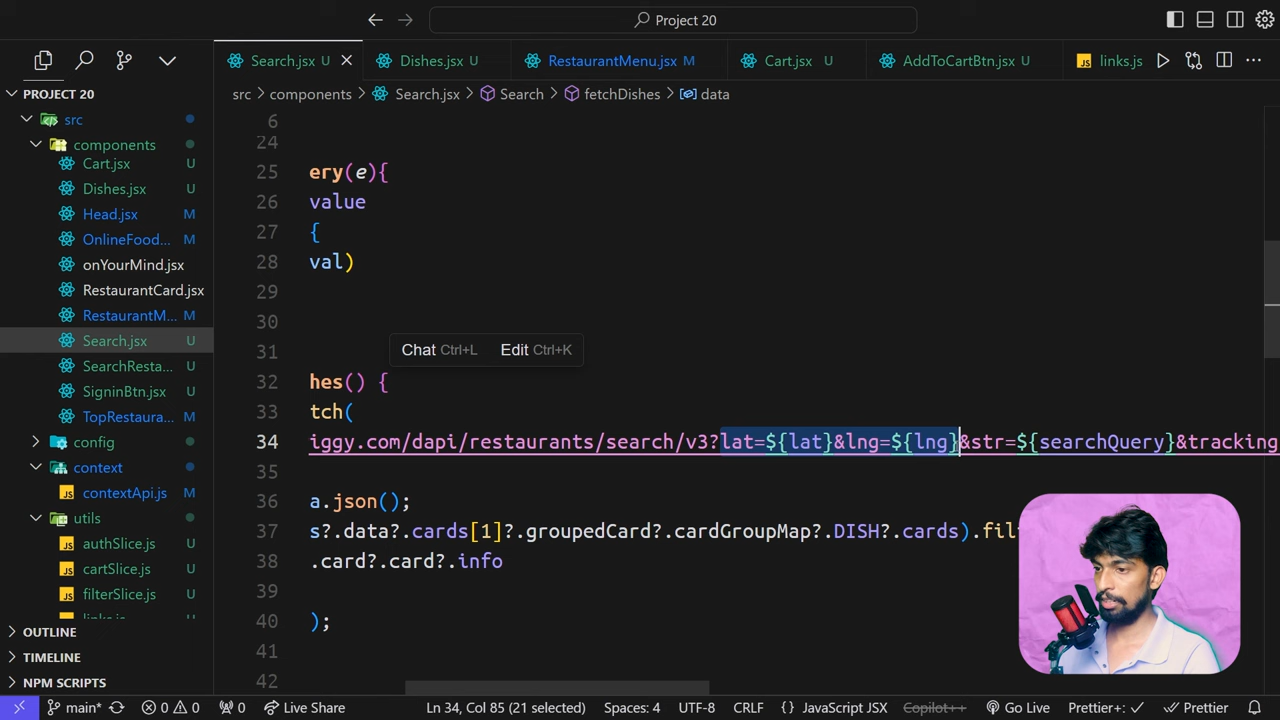 Project 20
Search.jsx U
Dishes.jsx U
RestaurantMenu.jsx M
Cart.jsx U
AddToCartBtn.jsx U
JS links.js
PROJECT 20
src > components > Search.jsx > Search > fetchDishes > data
src
components
Cart.jsx U
Dishes.jsx U
Head.jsx M
OnlineFood... M
onYourMind.jsx
RestaurantCard.jsx
RestaurantM... M
Search.jsx U
SearchResta... U
SigninBtn.jsx U
TopRestaura... M
config
context
JS contextApi.js M
utils
JS authSlice.js U
JS cartSlice.js U
JS filterSlice.js U
OUTLINE
TIMELINE
NPM SCRIPTS
6
24
25 ery(e){
26 value
27 {
28 val)
29
30
31
Chat Ctrl+L Edit Ctrl+K
32 hes() {
33 tch(
34 iggy.com/dapi/restaurants/search/v3?lat=${lat}&lng=${lng}&str=${searchQuery}&tracking
35
36 a.json();
37 s?.data?.cards[1]?.groupedCard?.cardGroupMap?.DISH?.cards).fil
38 .card?.card?.info
39
40 );
41
42
main* 0 0 0 Live Share Ln 34, Col 85 (21 selected) Spaces: 4 UTF-8 CRLF {} JavaScript JSX Copilot++ Go Live Prettier+: Prettier